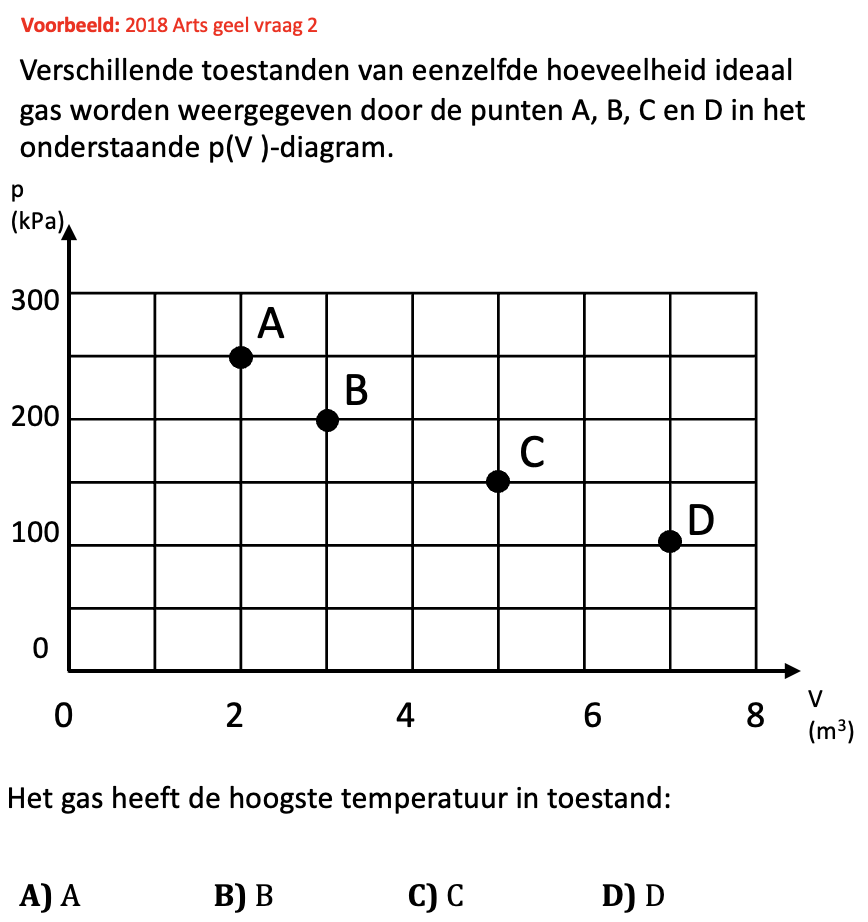 Voorbeeld: 2018 Arts geel vraag 2
Verschillende toestanden van eenzelfde hoeveelheid ideaal
gas worden weergegeven door de punten A, B, C en D in het
onderstaande p(V )-diagram.
p
(kPa)
300
A
B
200
C
D
100
0
0 2 4 6 8
V
(m³)
Het gas heeft de hoogste temperatuur in toestand:
A) A B) B C) C D) D